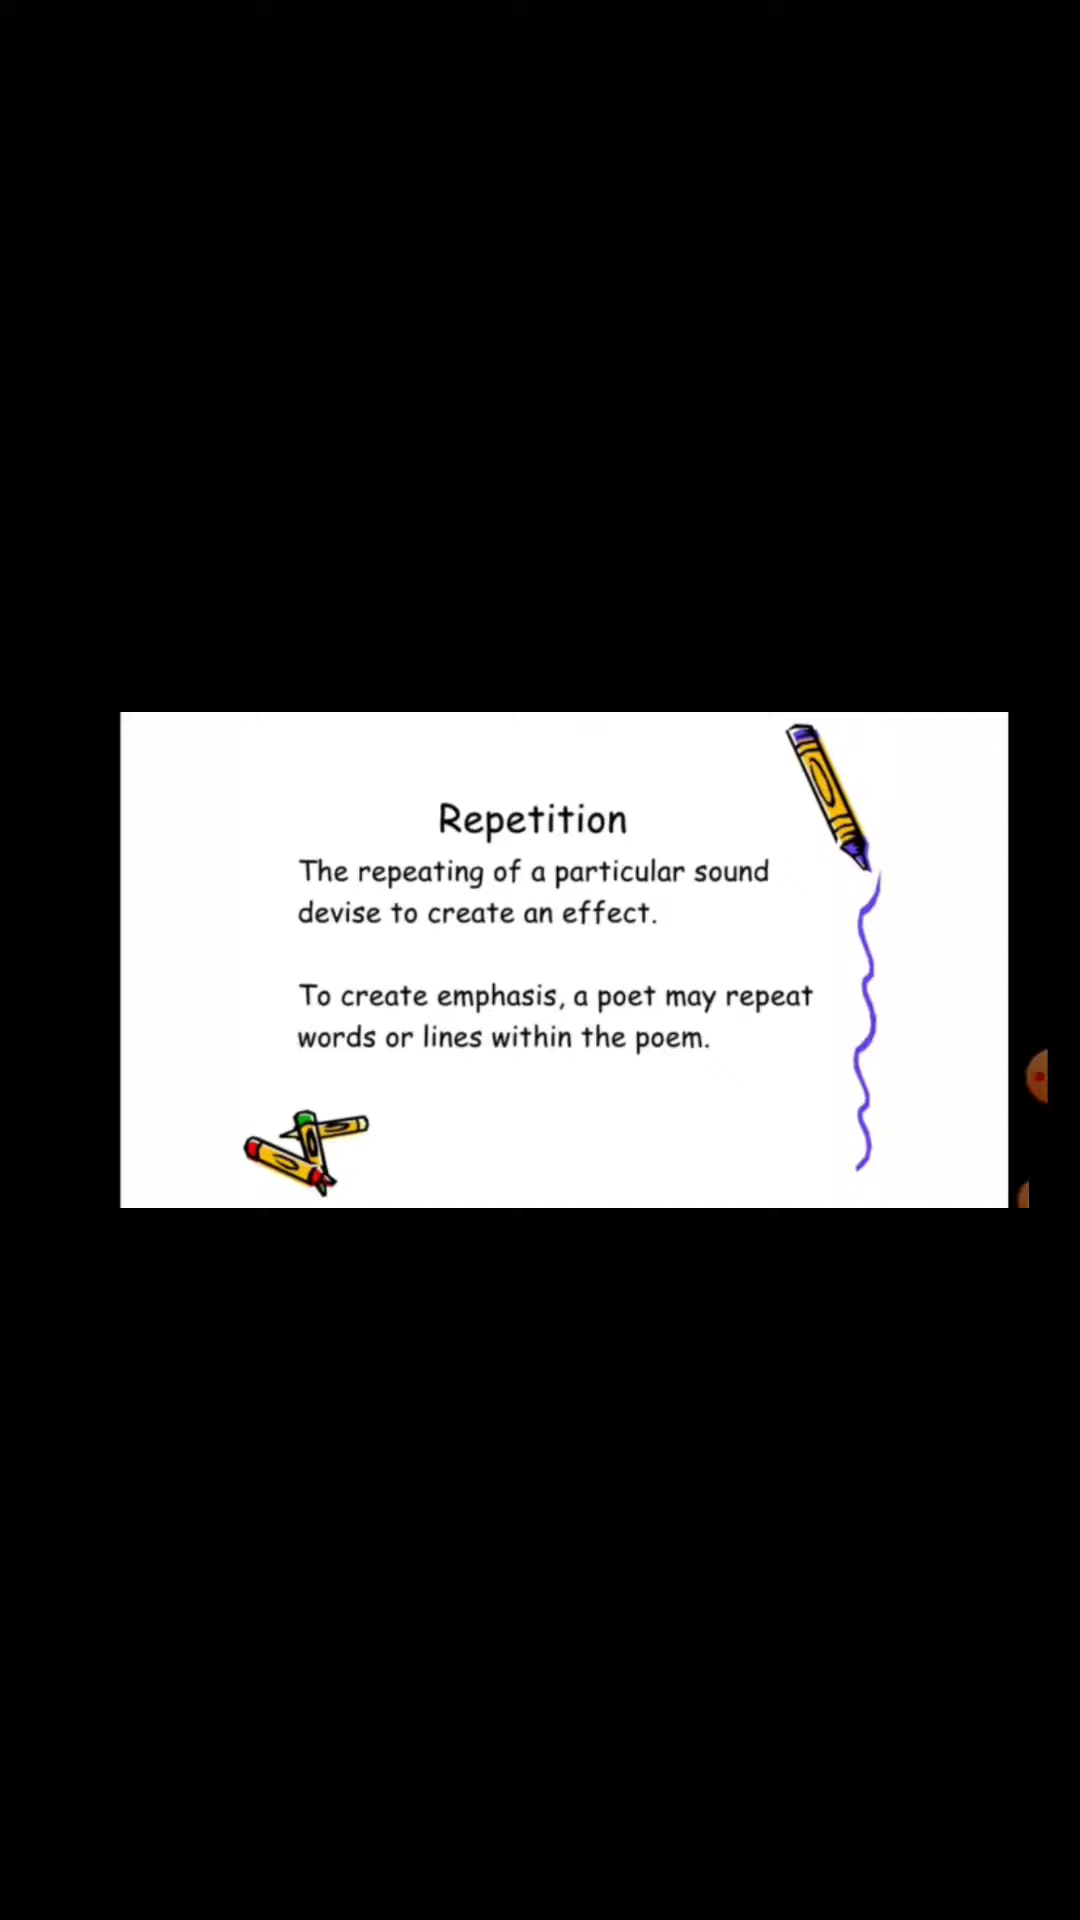 Repetition
The repeating of a particular sound
devise to create an effect.
To create emphasis, a poet may repeat
words or lines within the poem.